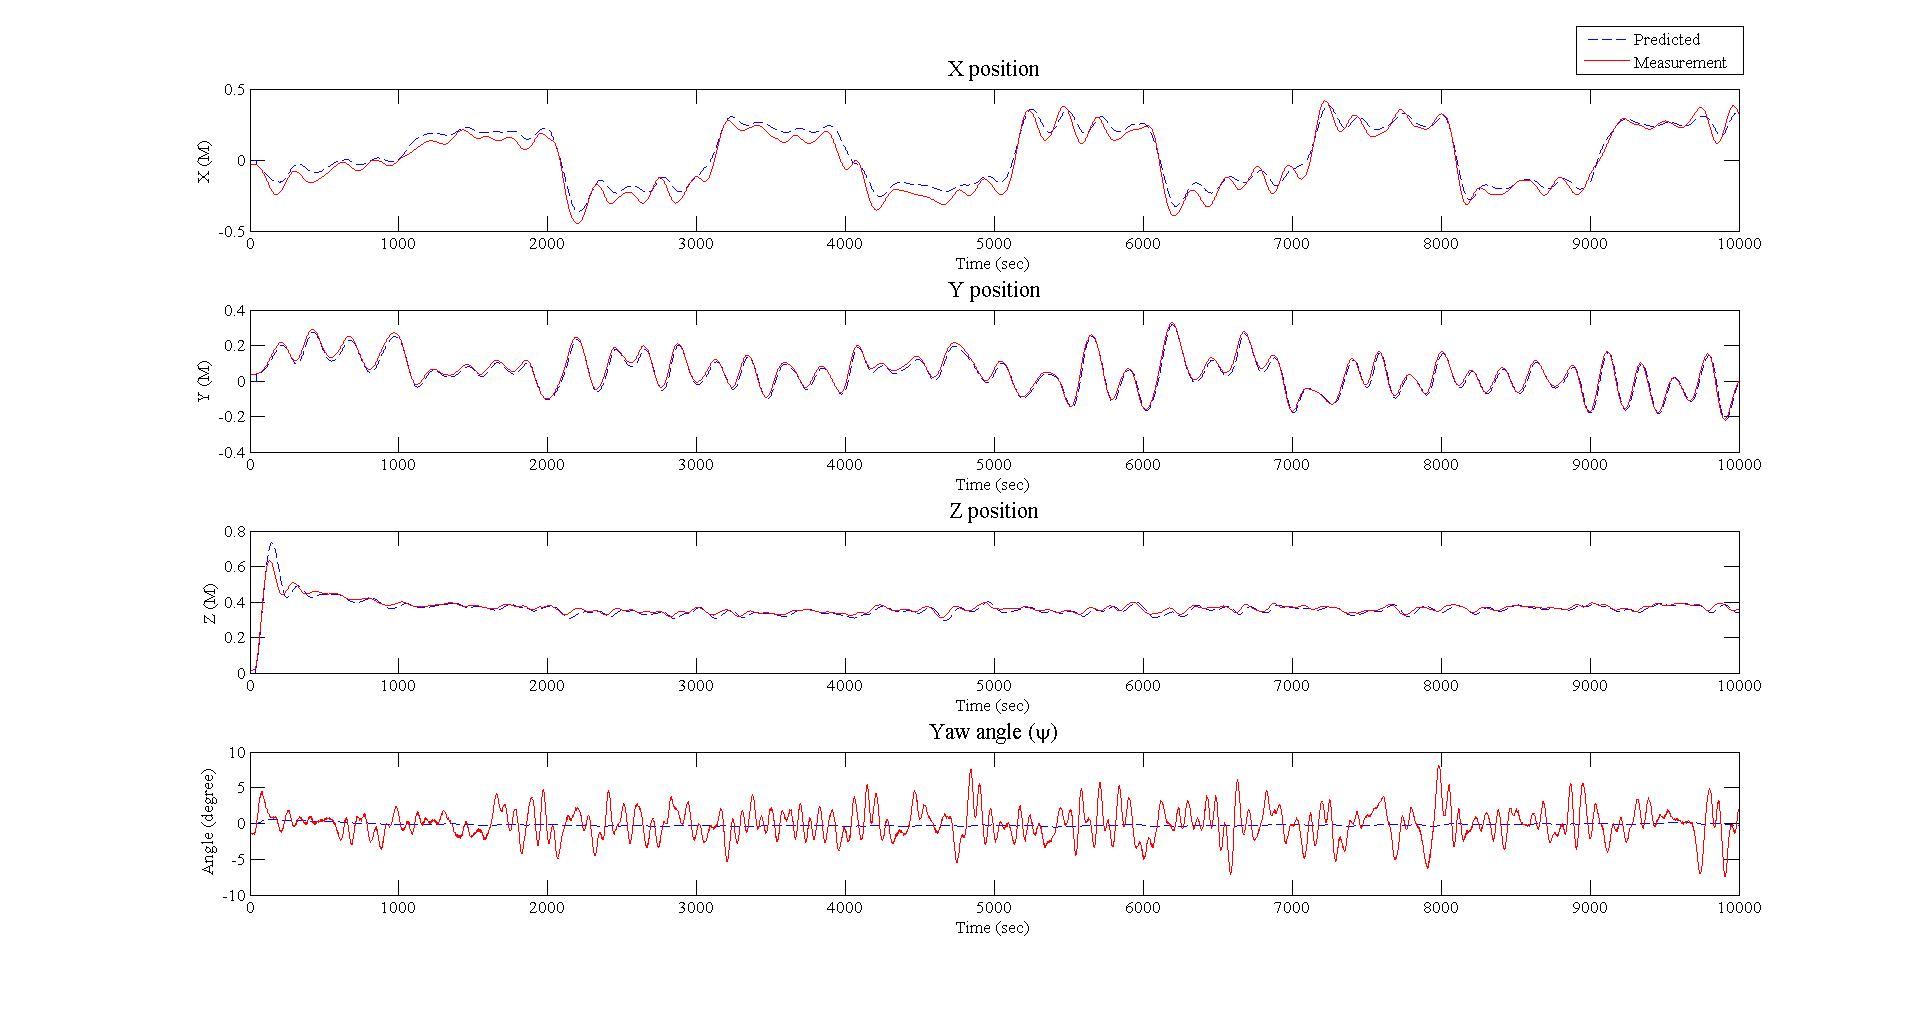 Predicted
Measurement
X position
0.5
0
-0.5
X (M)
0 1000 2000 3000 4000 5000 6000 7000 8000 9000 10000
Time (sec)
Y position
0.4
0.2
0
-0.2
-0.4
Y (M)
0 1000 2000 3000 4000 5000 6000 7000 8000 9000 10000
Time (sec)
Z position
0.8
0.6
0.4
0.2
0
Z (M)
0 1000 2000 3000 4000 5000 6000 7000 8000 9000 10000
Time (sec)
Yaw angle (ψ)
10
5
0
-5
-10
Angle (degree)
0 1000 2000 3000 4000 5000 6000 7000 8000 9000 10000
Time (sec)